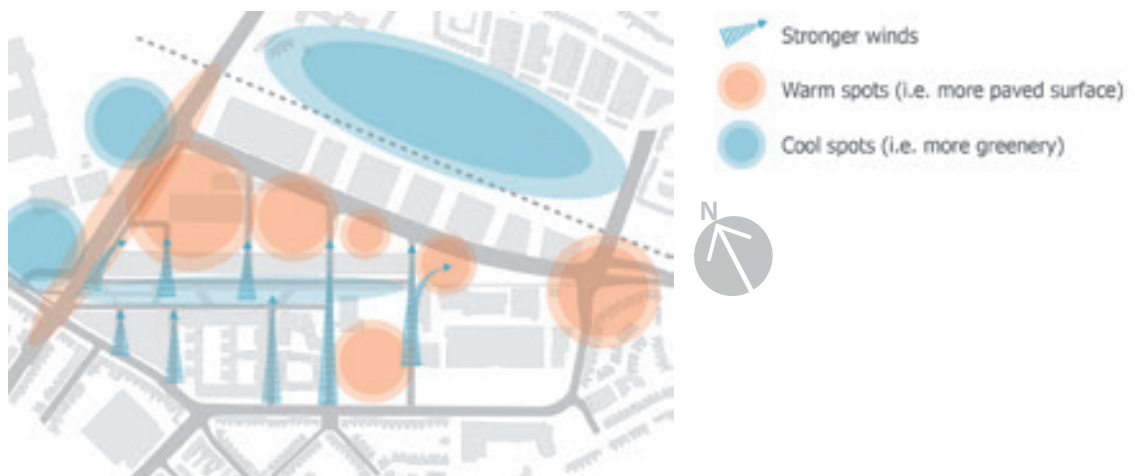 Stronger winds
Warm spots (i.e. more paved surface)
Cool spots (i.e. more greenery)
N